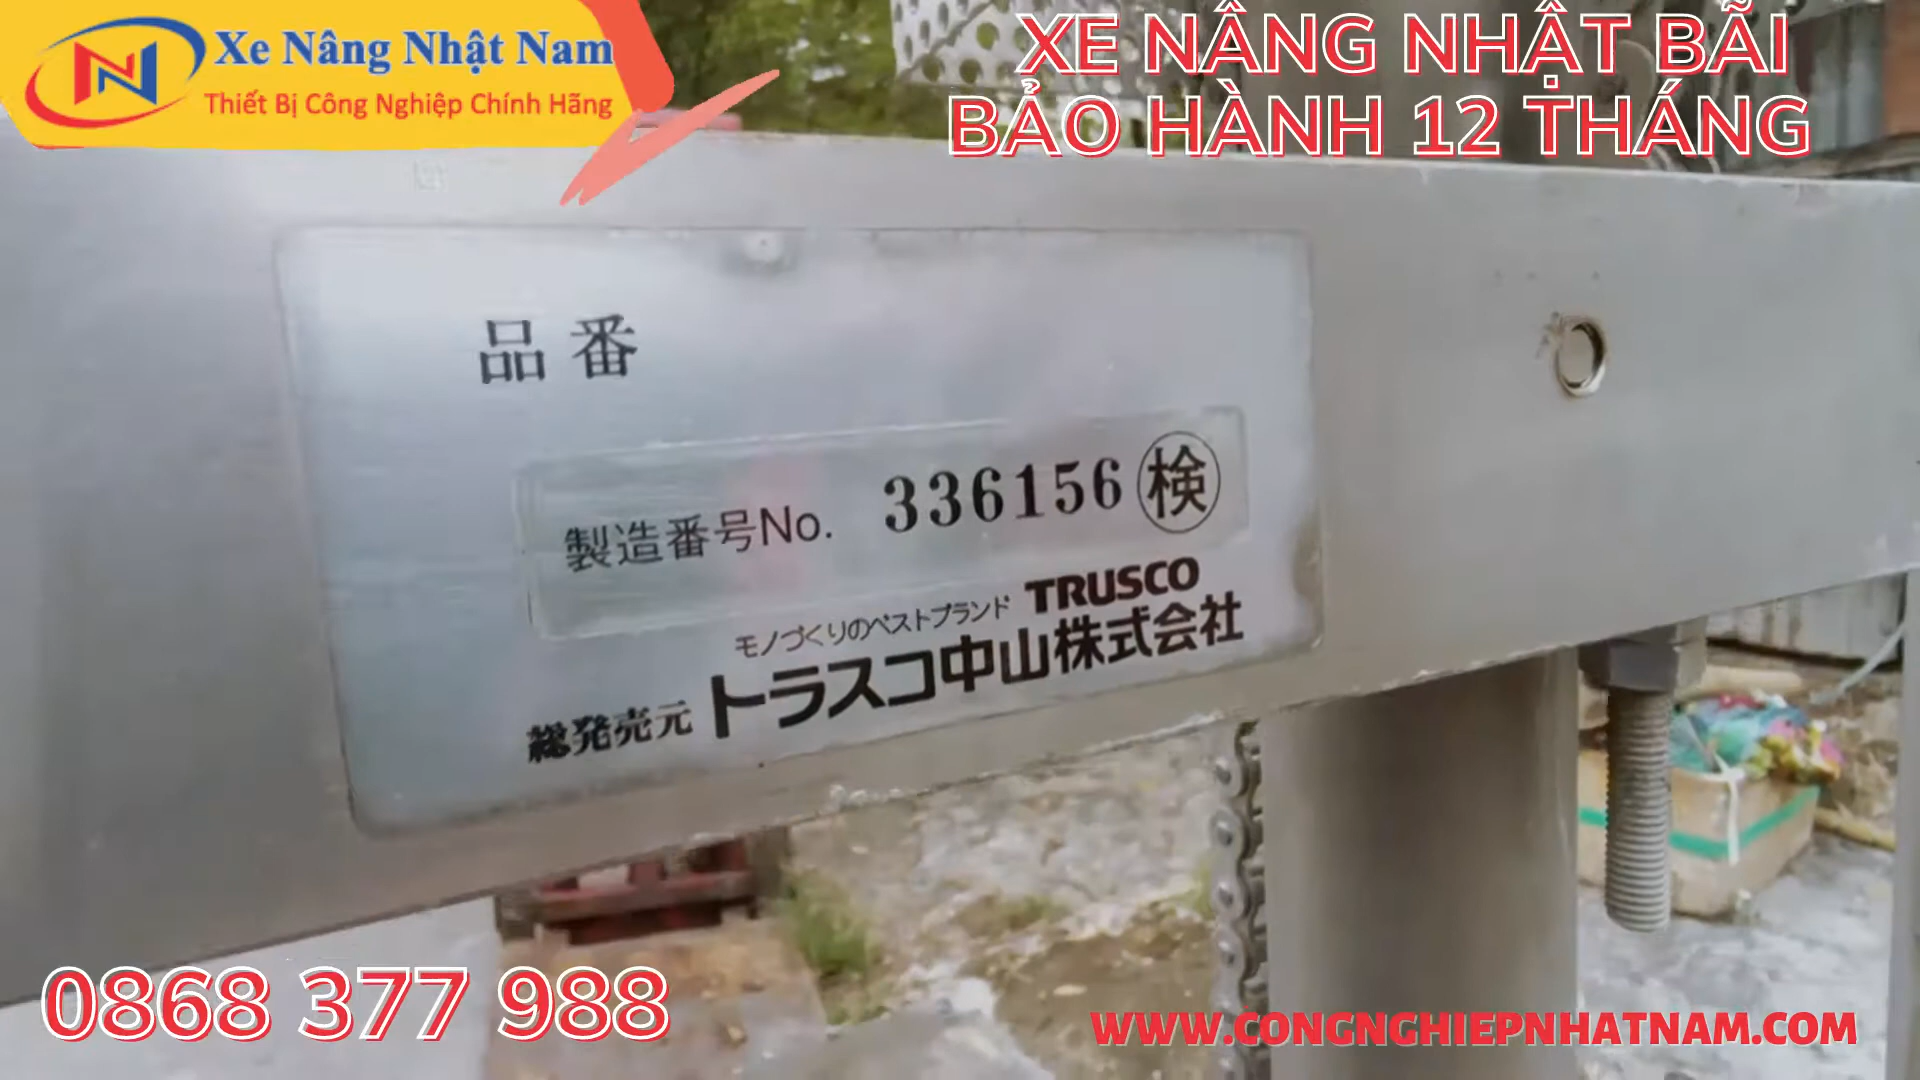 Xe Nâng Nhật Nam
Thiết Bị Công Nghiệp Chính Hãng
XE NÂNG NHẬT BÃI
BẢO HÀNH 12 THÁNG
品番
製造番号No. 336156 検
モノづくりのベストブランド TRUSCO
総発売元 トラスコ中山株式会社
0868 377 988
WWW.CONGNGHIEPNHATNAM.COM